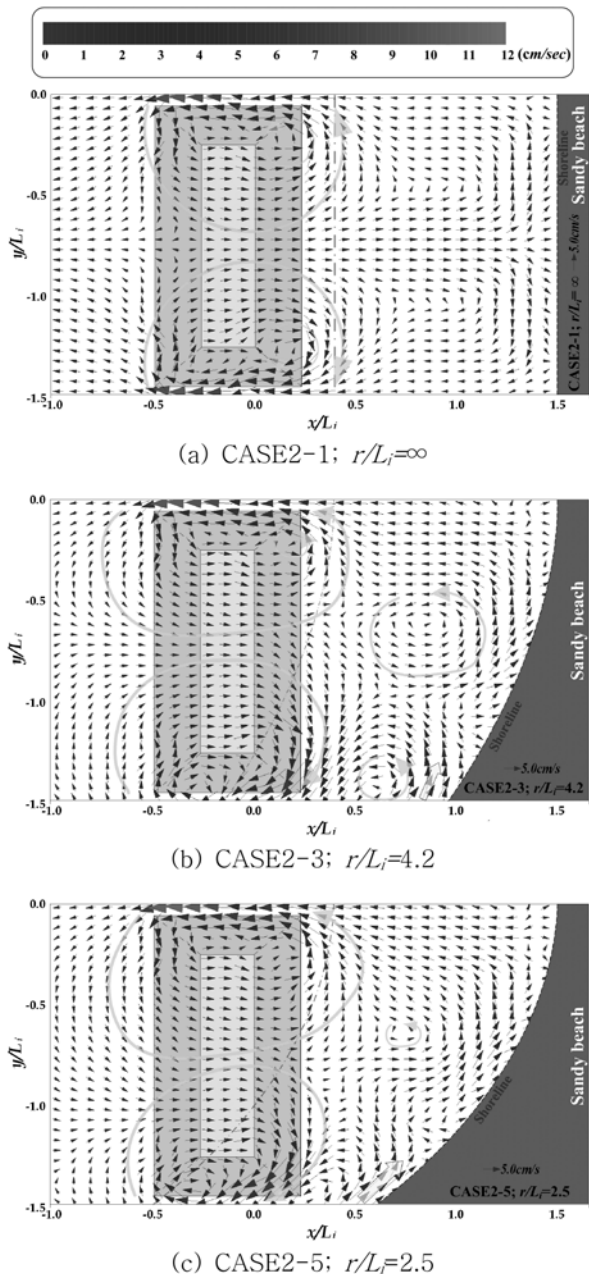 0 1 2 3 4 5 6 7 8 9 10 11 12 (cm/sec)
0.0
-0.5
-1.0
-1.5
y/Li
-1.0 -0.5 0.0 0.5 1.0 1.5
x/Li
Shoreline
Sandy beach
CASE2-1; r/Li=∞ 5.0cm/s
(a) CASE2-1; r/Li=∞
0.0
-0.5
-1.0
-1.5
y/Li
-1.0 -0.5 0.0 0.5 1.0 1.5
x/Li
Shoreline
Sandy beach
5.0cm/s
CASE2-3; r/Li=4.2
(b) CASE2-3; r/Li=4.2
0.0
-0.5
-1.0
-1.5
y/Li
-1.0 -0.5 0.0 0.5 1.0 1.5
x/Li
Shoreline
Sandy beach
5.0cm/s
CASE2-5; r/Li=2.5
(c) CASE2-5; r/Li=2.5